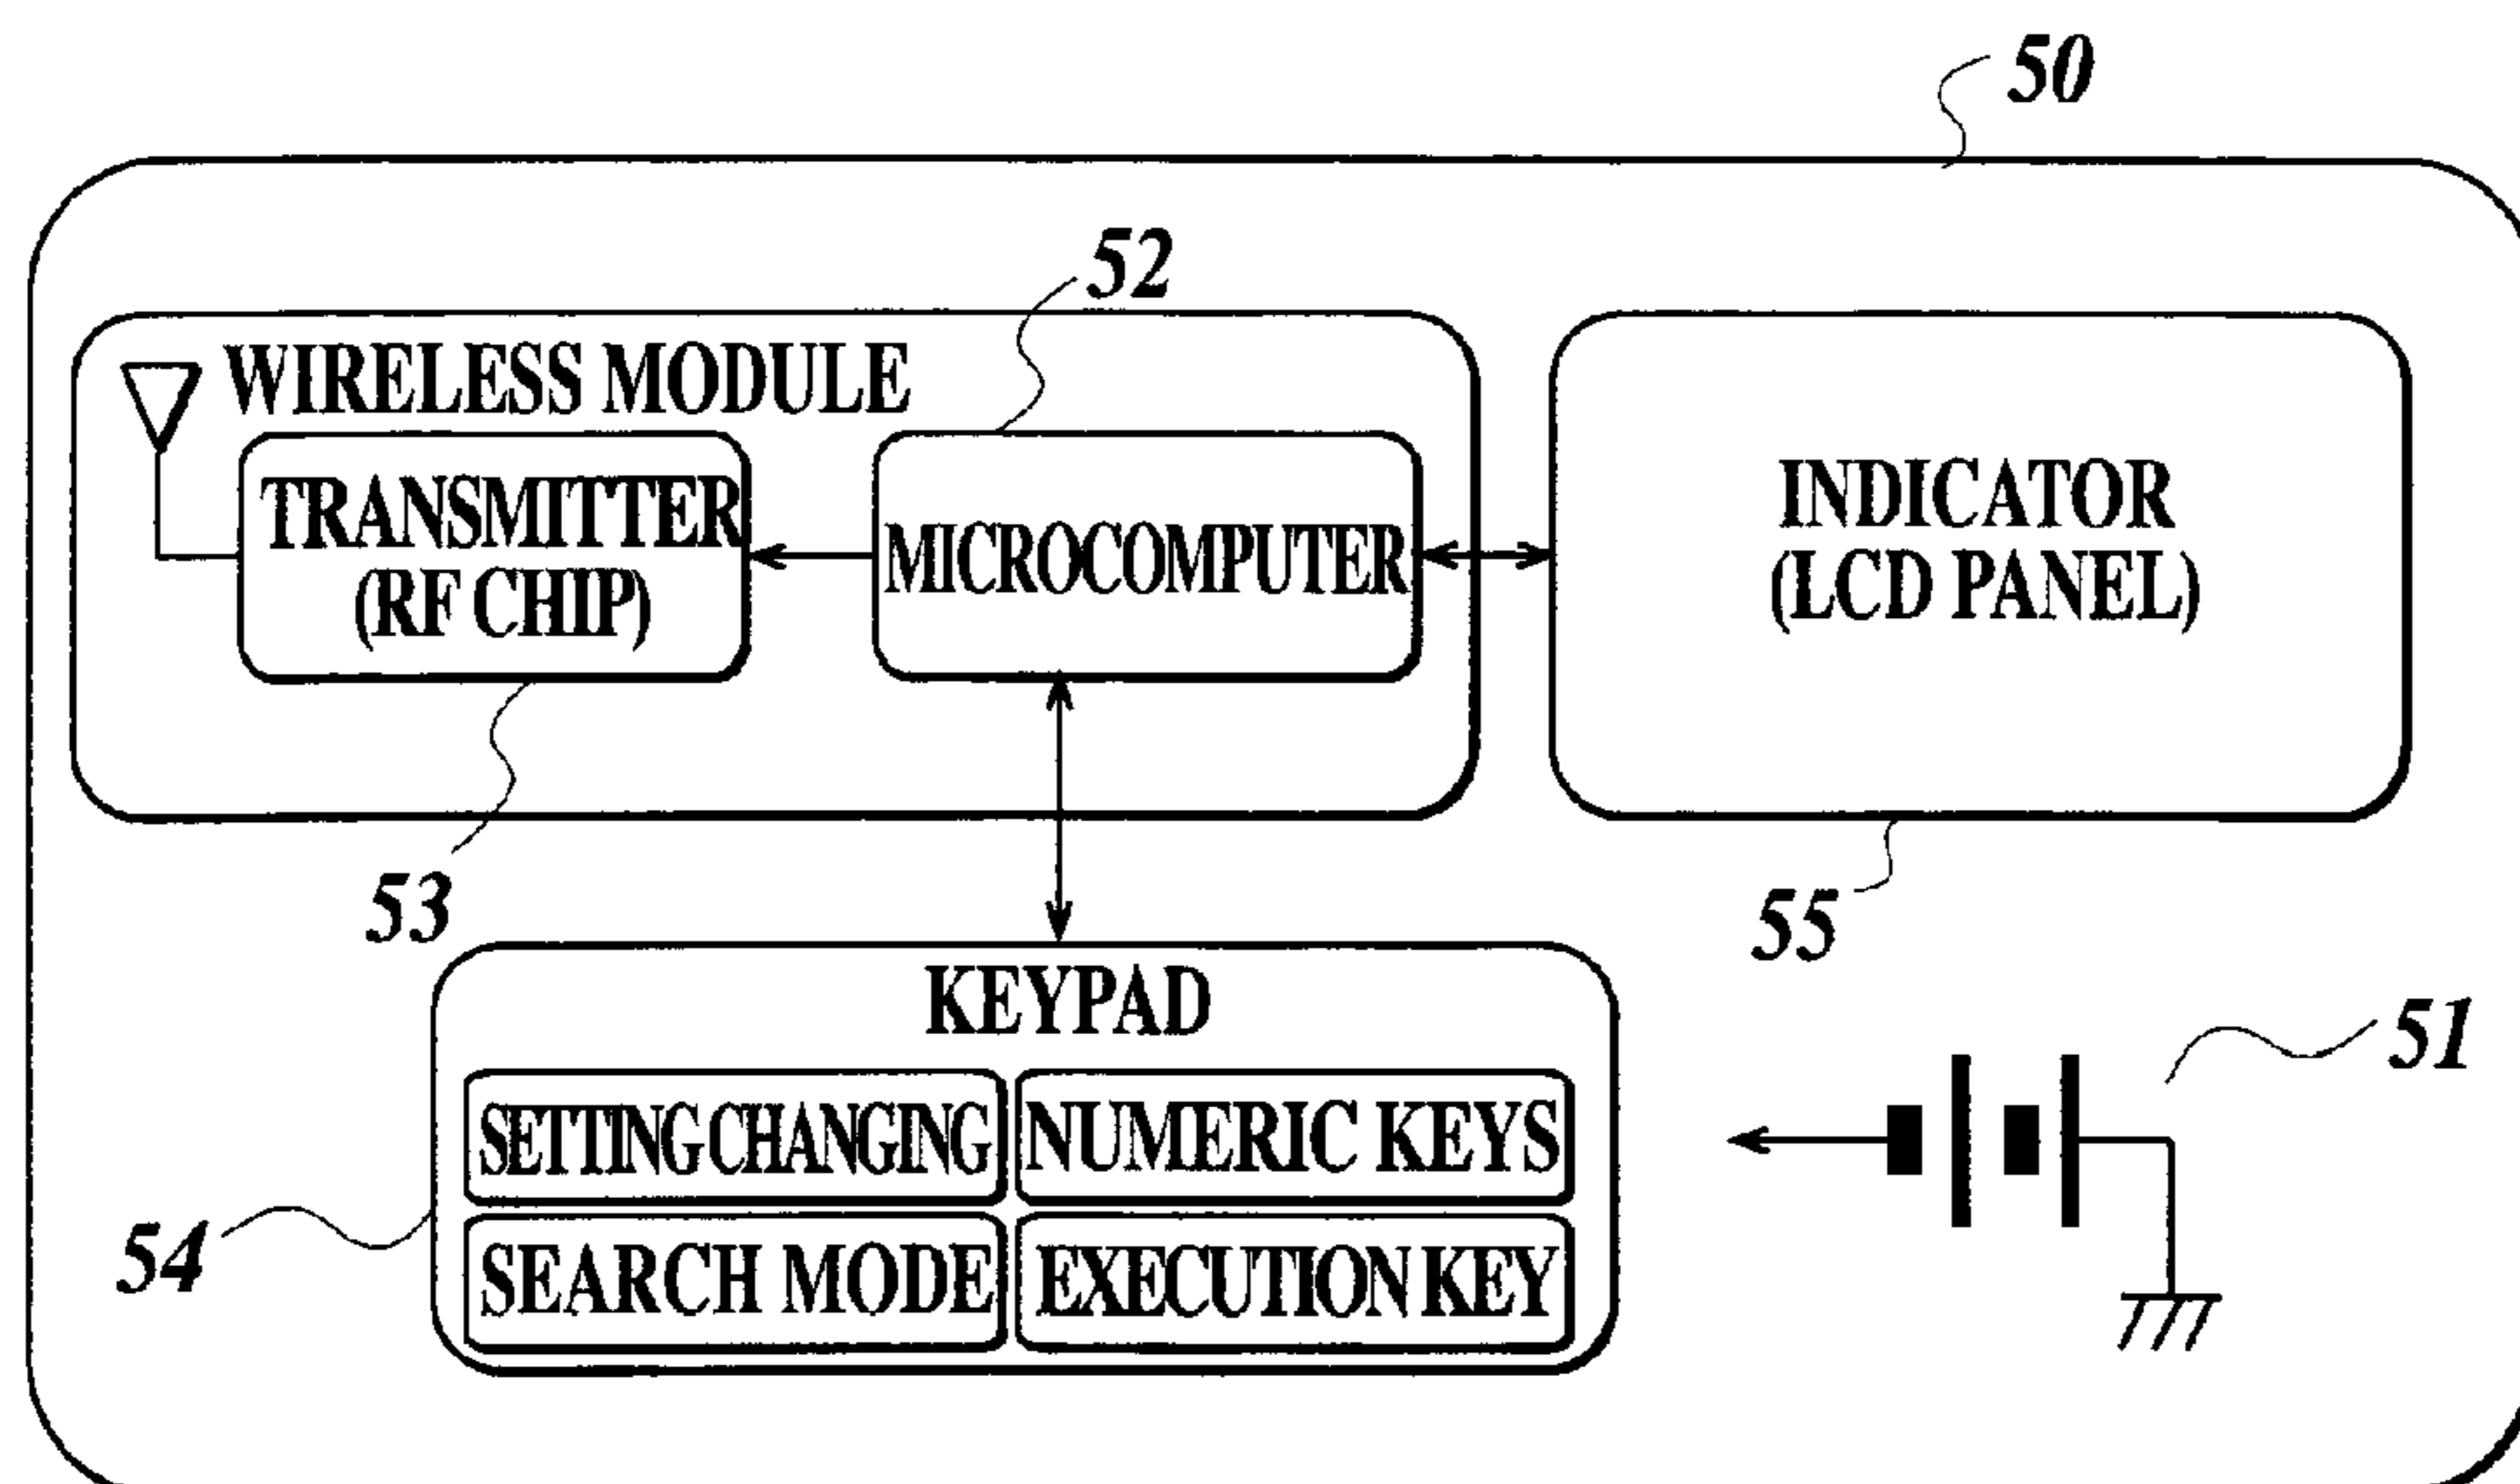 50
52
WIRELESS MODULE
TRANSMITTER
(RF CHIP)
MICROCOMPUTER
INDICATOR
(LCD PANEL)
53
55
KEYPAD
51
SETTING CHANGING
NUMERIC KEYS
54
SEARCH MODE
EXECUTION KEY